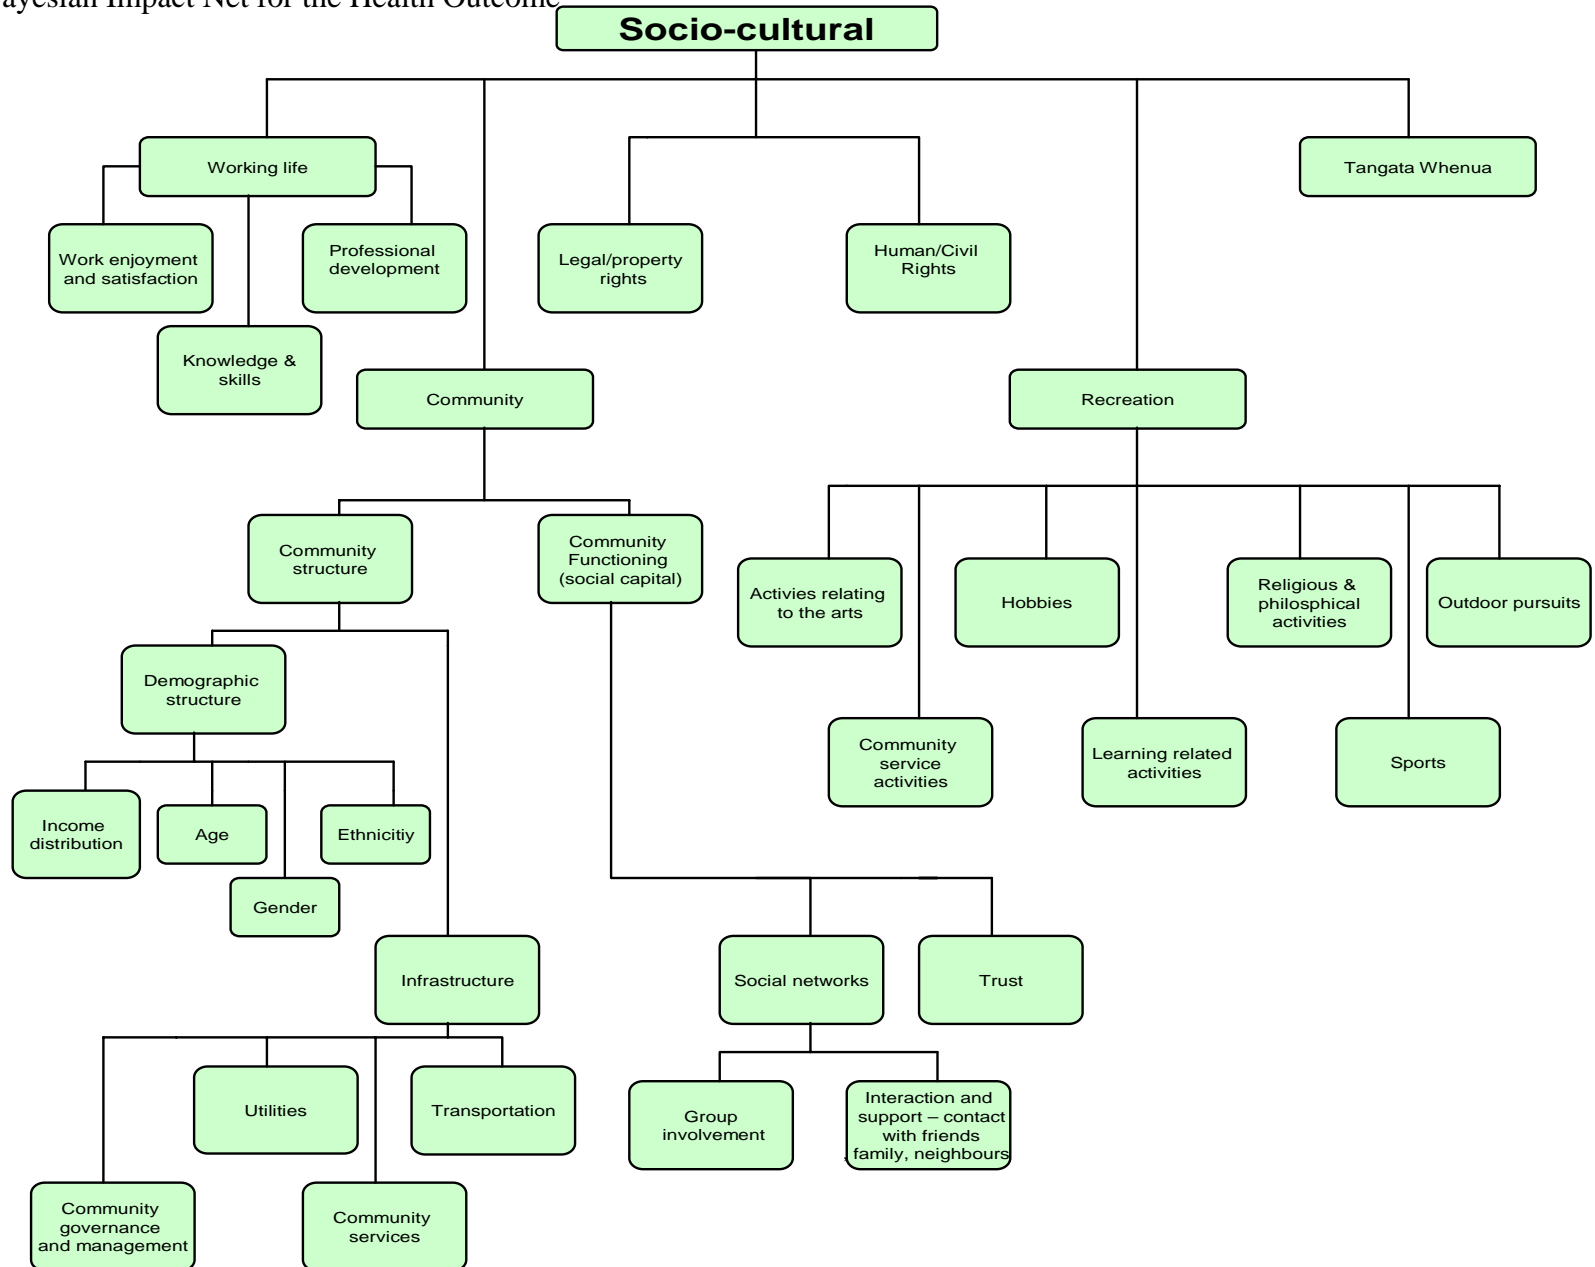 ayesian Impact Net for the Health Outcome
Socio-cultural
Working life
Tangata Whenua
Work enjoyment
and satisfaction
Professional
development
Legal/property
rights
Human/Civil
Rights
Knowledge &
skills
Community
Recreation
Community
structure
Community
Functioning
(social capital)
Activies relating
to the arts
Hobbies
Religious &
philosphical
activities
Outdoor pursuits
Demographic
structure
Community
service
activities
Learning related
activities
Sports
Income
distribution
Age
Ethnicitiy
Gender
Infrastructure
Social networks
Trust
Utilities
Transportation
Group
involvement
Interaction and
support – contact
with friends
, family, neighbours
Community
governance
and management
Community
services